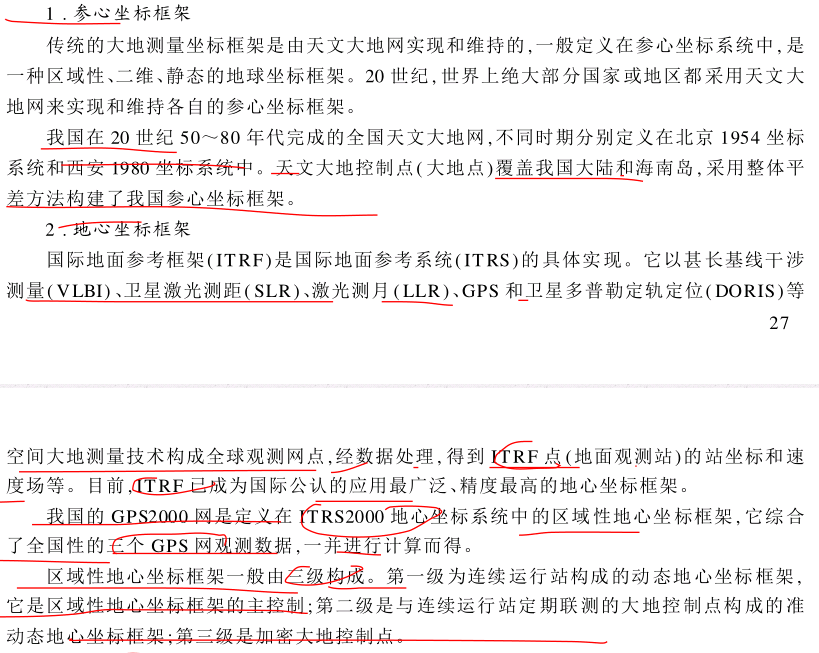 1．参心坐标框架
传统的大地测量坐标框架是由天文大地网实现和维持的，一般定义在参心坐标系统中，是
一种区域性、二维、静态的地球坐标框架。20 世纪，世界上绝大部分国家或地区都采用天文大
地网来实现和维持各自的参心坐标框架。
我国在 20 世纪 50～80 年代完成的全国天文大地网，不同时期分别定义在北京 1954 坐标
系统和西安 1980 坐标系统中。天文大地控制点(大地点)覆盖我国大陆和海南岛，采用整体平
差方法构建了我国参心坐标框架。
2．地心坐标框架
国际地面参考框架(ITRF)是国际地面参考系统(ITRS)的具体实现。它以甚长基线干涉
测量(VLBI)、卫星激光测距(SLR)、激光测月(LLR)、GPS 和卫星多普勒定轨定位(DORIS)等
27
空间大地测量技术构成全球观测网点，经数据处理，得到 ITRF 点(地面观测站)的站坐标和速
度场等。目前，ITRF 已成为国际公认的应用最广泛、精度最高的地心坐标框架。
我国的 GPS2000 网是定义在 ITRS2000 地心坐标系统中的区域性地心坐标框架，它综合
了全国性的三个 GPS 网观测数据，一并进行计算而得。
区域性地心坐标框架一般由三级构成。第一级为连续运行站构成的动态地心坐标框架，
它是区域性地心坐标框架的主控制；第二级是与连续运行站定期联测的大地控制点构成的准
动态地心坐标框架；第三级是加密大地控制点。